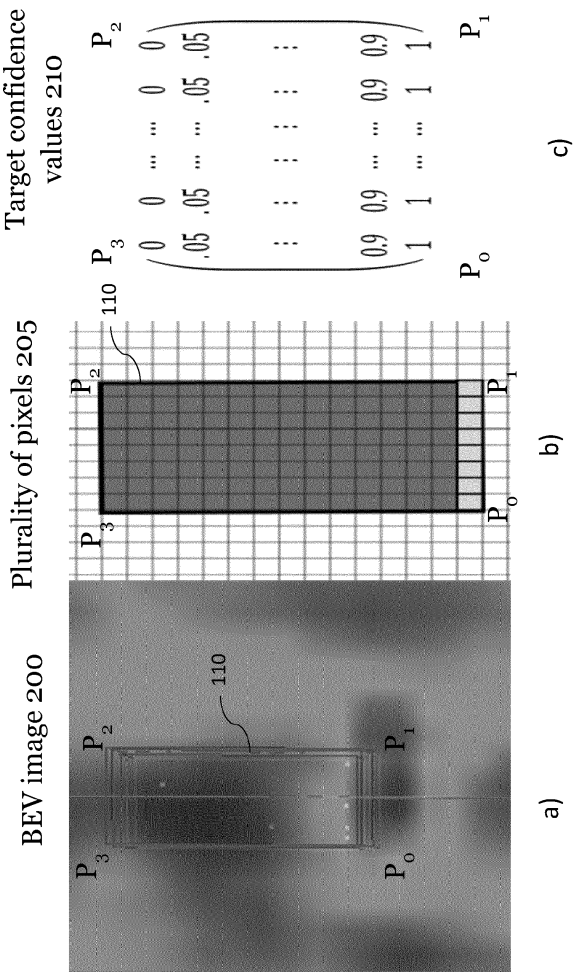 BEV image 200
P3
P2
110
P0
P1
a)
Plurality of pixels 205
P3
P2
110
P0
P1
b)
Target confidence
values 210
P3
P2
0 0 ... ... 0 0
.05 .05 ... ... .05 .05
⋮ ⋮ ⋮ ⋮ ⋮ ⋮
0.9 0.9 ... ... 0.9 0.9
1 1 ... ... 1 1
P0
P1
c)